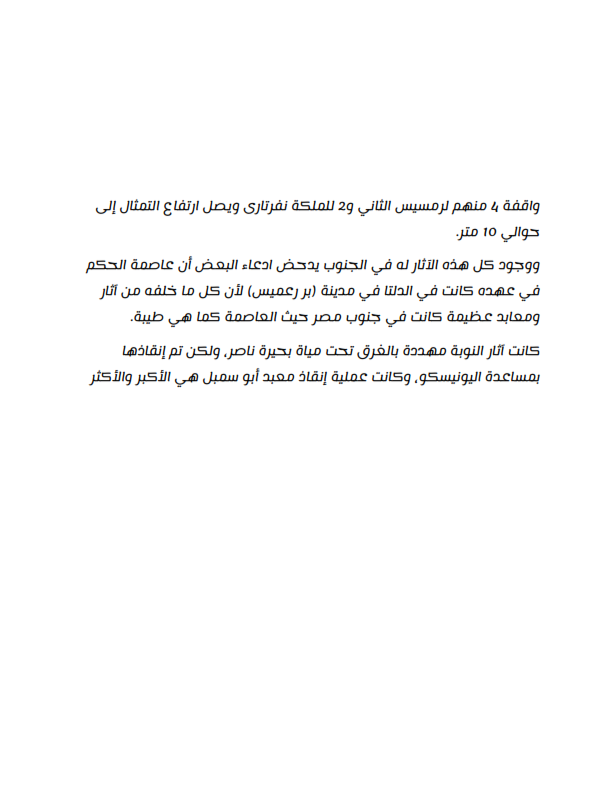 واقفة 4 منهم لرمسيس الثاني و2 للملكة نفرتارى ويصل ارتفاع التمثال إلى
حوالي 10 متر.
ووجود كل هذه الآثار له في الجنوب يدحض ادعاء البعض أن عاصمة الحكم
في عهده كانت في الدلتا في مدينة (بر رعميس) لأن كل ما خلفه من آثار
ومعابد عظيمة كانت في جنوب مصر حيث العاصمة كما هي طيبة.
كانت آثار النوبة مهددة بالغرق تحت مياة بحيرة ناصر، ولكن تم إنقاذها
بمساعدة اليونيسكو، وكانت عملية إنقاذ معبد أبو سمبل هي الأكبر والأكثر